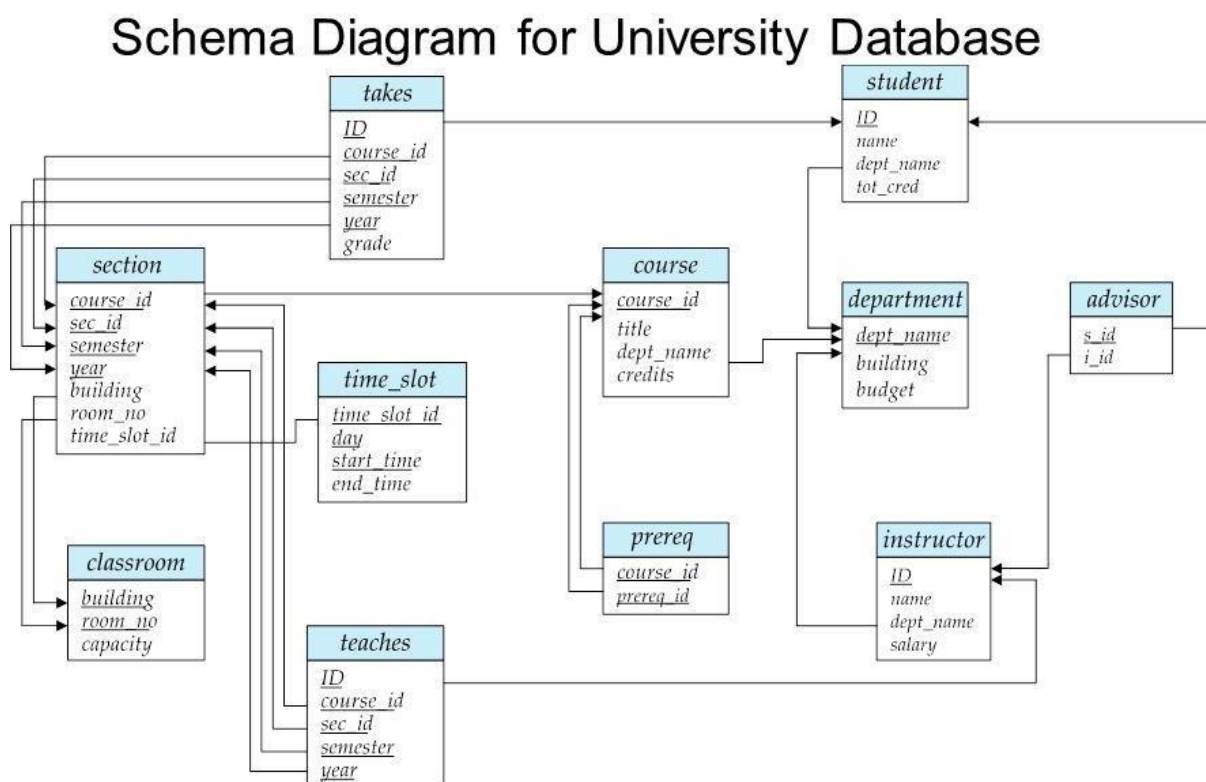 Schema Diagram for University Database
takes
ID
course_id
sec_id
semester
year
grade
student
ID
name
dept_name
tot_cred
section
course_id
sec_id
semester
year
building
room_no
time_slot_id
course
course_id
title
dept_name
credits
department
dept_name
building
budget
advisor
s_id
i_id
time_slot
time_slot_id
day
start_time
end_time
classroom
building
room_no
capacity
prereq
course_id
prereq_id
instructor
ID
name
dept_name
salary
teaches
ID
course_id
sec_id
semester
year